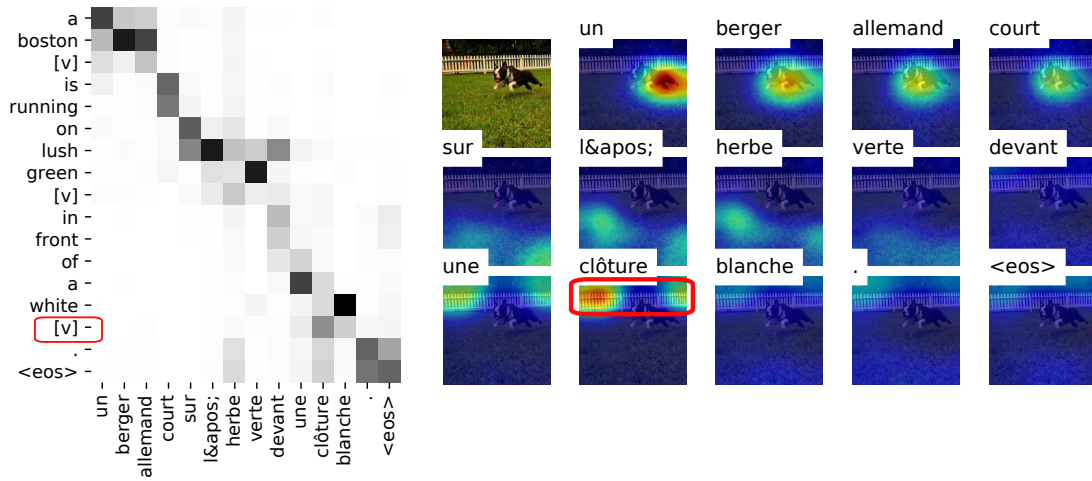 a
boston
[v]
is
running
on
lush
green
[v]
in
front
of
a
white
[v]
.
<eos>
un
berger
allemand
court
sur
l&apos;
herbe
verte
devant
une
clôture
blanche
.
<eos>
un berger allemand court
sur l&apos; herbe verte devant
une clôture blanche . <eos>